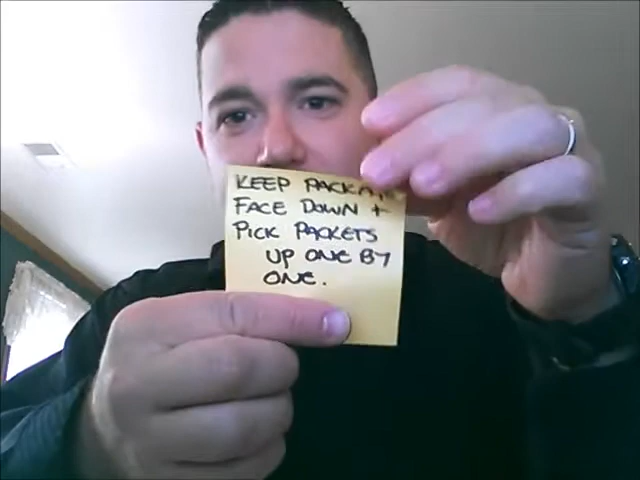 KEEP
FACE DOWN +
PICK PACKETS
UP ONE BY
ONE.